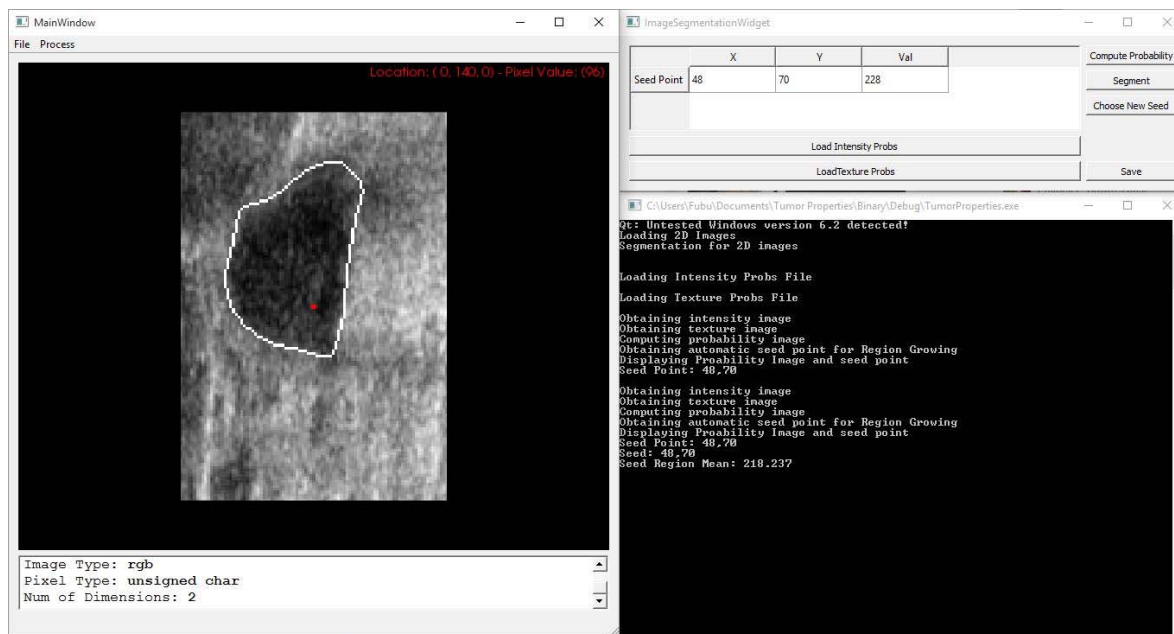 MainWindow
File Process
Location: ( 0, 140, 0) - Pixel Value: (96)
Image Type: rgb
Pixel Type: unsigned char
Num of Dimensions: 2
ImageSegmentationWidget
X Y Val
Seed Point 48 70 228
Compute Probability
Segment
Choose New Seed
Load Intensity Probs
LoadTexture Probs
Save
C:\Users\Fubu\Documents\Tumor Properties\Binary\Debug\TumorProperties.exe
Qt: Untested Windows version 6.2 detected!
Loading 2D Images
Segmentation for 2D images
Loading Intensity Probs File
Loading Texture Probs File
Obtaining intensity image
Obtaining texture image
Computing probability image
Obtaining automatic seed point for Region Growing
Displaying Proability Image and seed point
Seed Point: 48,70
Obtaining intensity image
Obtaining texture image
Computing probability image
Obtaining automatic seed point for Region Growing
Displaying Proability Image and seed point
Seed Point: 48,70
Seed: 48,70
Seed Region Mean: 218.237